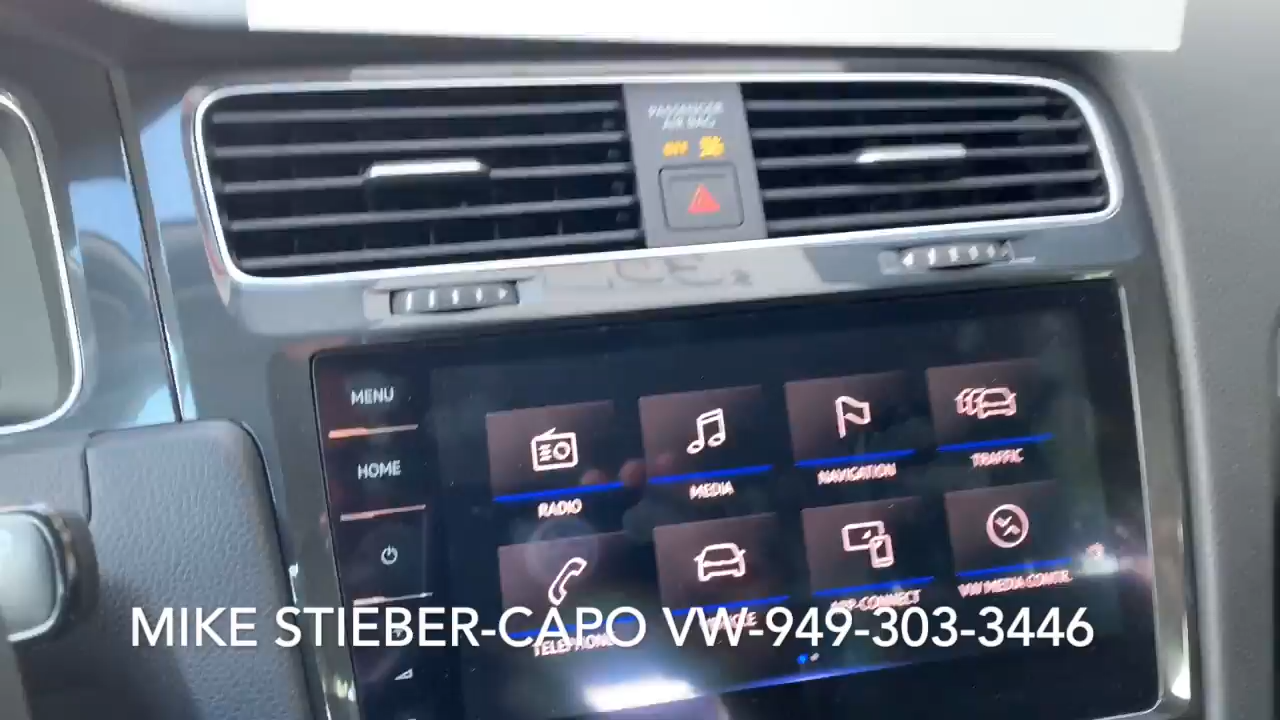 PASSENGER
AIR BAG
OFF
MENU
HOME
RADIO
MEDIA
NAVIGATION
TRAFFIC
TELEPHONE
VEHICLE
APP-CONNECT
VW MEDIA CONTR.
MIKE STIEBER-CAPO VW-949-303-3446